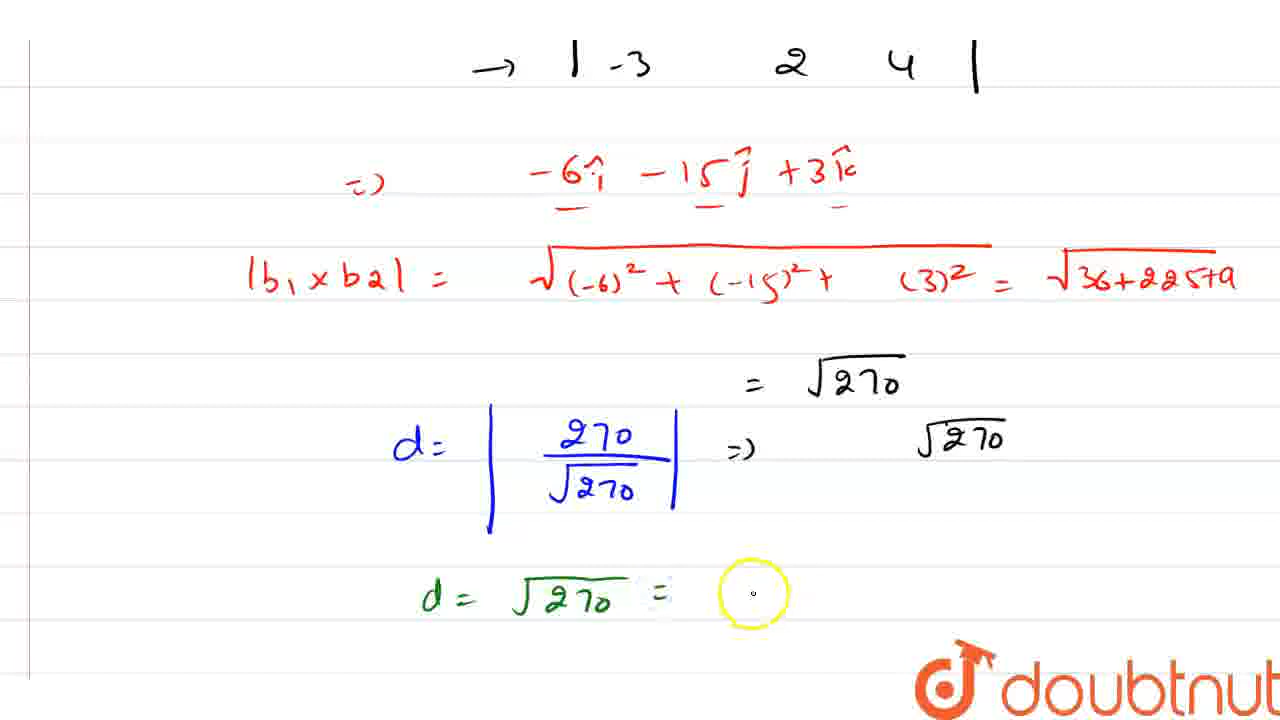 → | -3 2 4 |
=> -6î - 15ĵ + 3k̂
|b₁ × b2| = √((-6)² + (-15)² + (3)²) = √(36+225+9)
= √270
d = | 270/√270 | => √270
d = √270 =
doubtnut